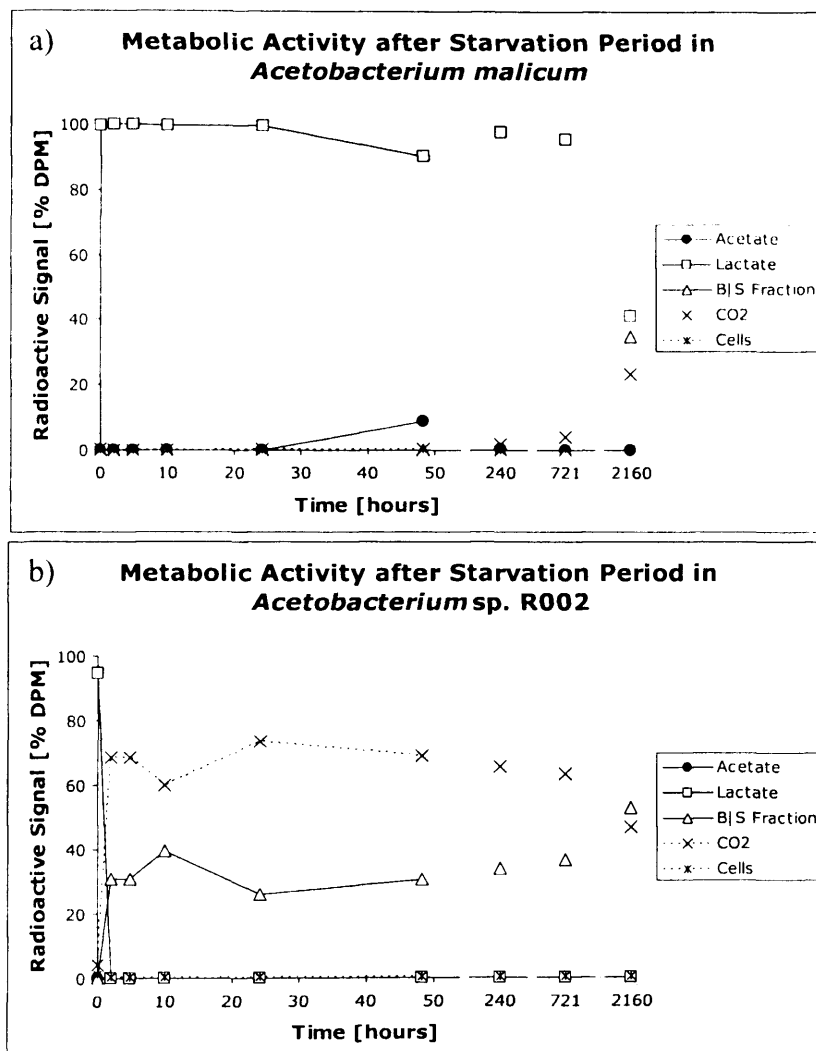 a) Metabolic Activity after Starvation Period in
Acetobacterium malicum
Radioactive Signal [% DPM]
100
80
60
40
20
0
0 10 20 30 40 50 240 721 2160
Time [hours]
Acetate
Lactate
B|S Fraction
CO2
Cells
b) Metabolic Activity after Starvation Period in
Acetobacterium sp. R002
Radioactive Signal [% DPM]
100
80
60
40
20
0
0 10 20 30 40 50 240 721 2160
Time [hours]
Acetate
Lactate
B|S Fraction
CO2
Cells